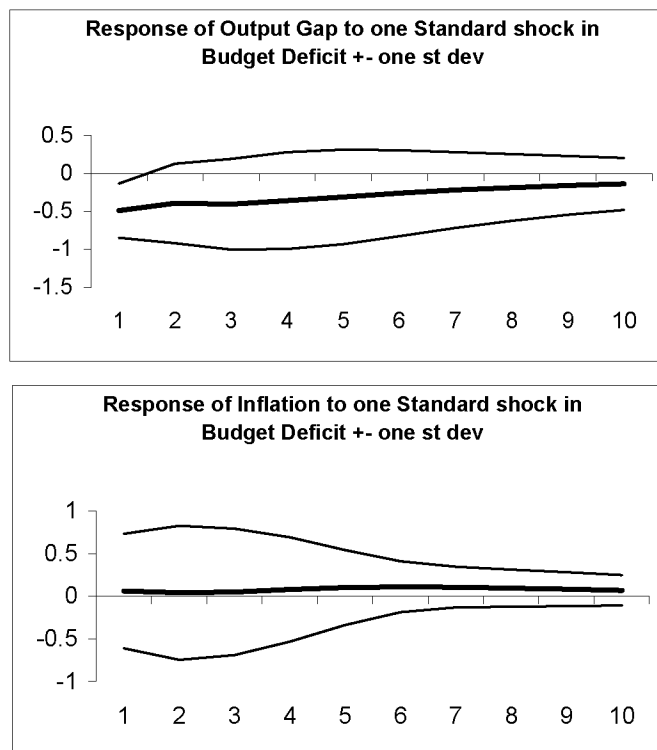 Response of Output Gap to one Standard shock in
Budget Deficit +- one st dev
0.5
0
-0.5
-1
-1.5
1 2 3 4 5 6 7 8 9 10
Response of Inflation to one Standard shock in
Budget Deficit +- one st dev
1
0.5
0
-0.5
-1
1 2 3 4 5 6 7 8 9 10